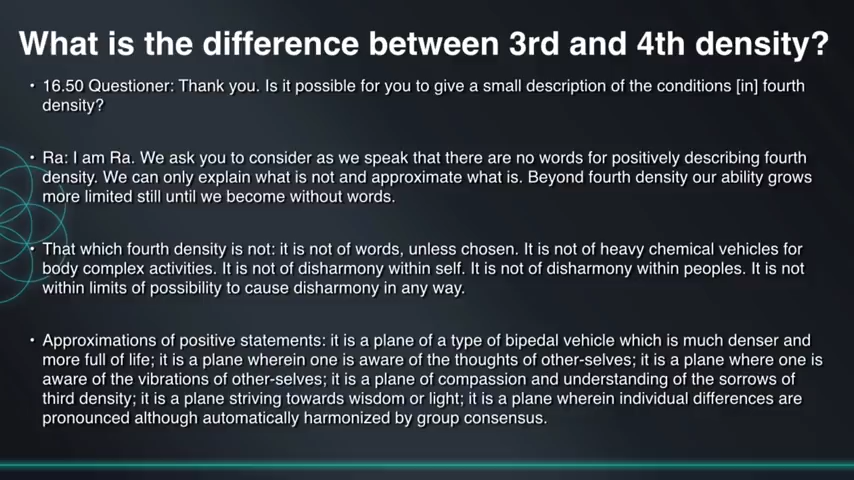 What is the difference between 3rd and 4th density?
• 16.50 Questioner: Thank you. Is it possible for you to give a small description of the conditions [in] fourth
density?
• Ra: I am Ra. We ask you to consider as we speak that there are no words for positively describing fourth
density. We can only explain what is not and approximate what is. Beyond fourth density our ability grows
more limited still until we become without words.
• That which fourth density is not: it is not of words, unless chosen. It is not of heavy chemical vehicles for
body complex activities. It is not of disharmony within self. It is not of disharmony within peoples. It is not
within limits of possibility to cause disharmony in any way.
• Approximations of positive statements: it is a plane of a type of bipedal vehicle which is much denser and
more full of life; it is a plane wherein one is aware of the thoughts of other-selves; it is a plane where one is
aware of the vibrations of other-selves; it is a plane of compassion and understanding of the sorrows of
third density; it is a plane striving towards wisdom or light; it is a plane wherein individual differences are
pronounced although automatically harmonized by group consensus.